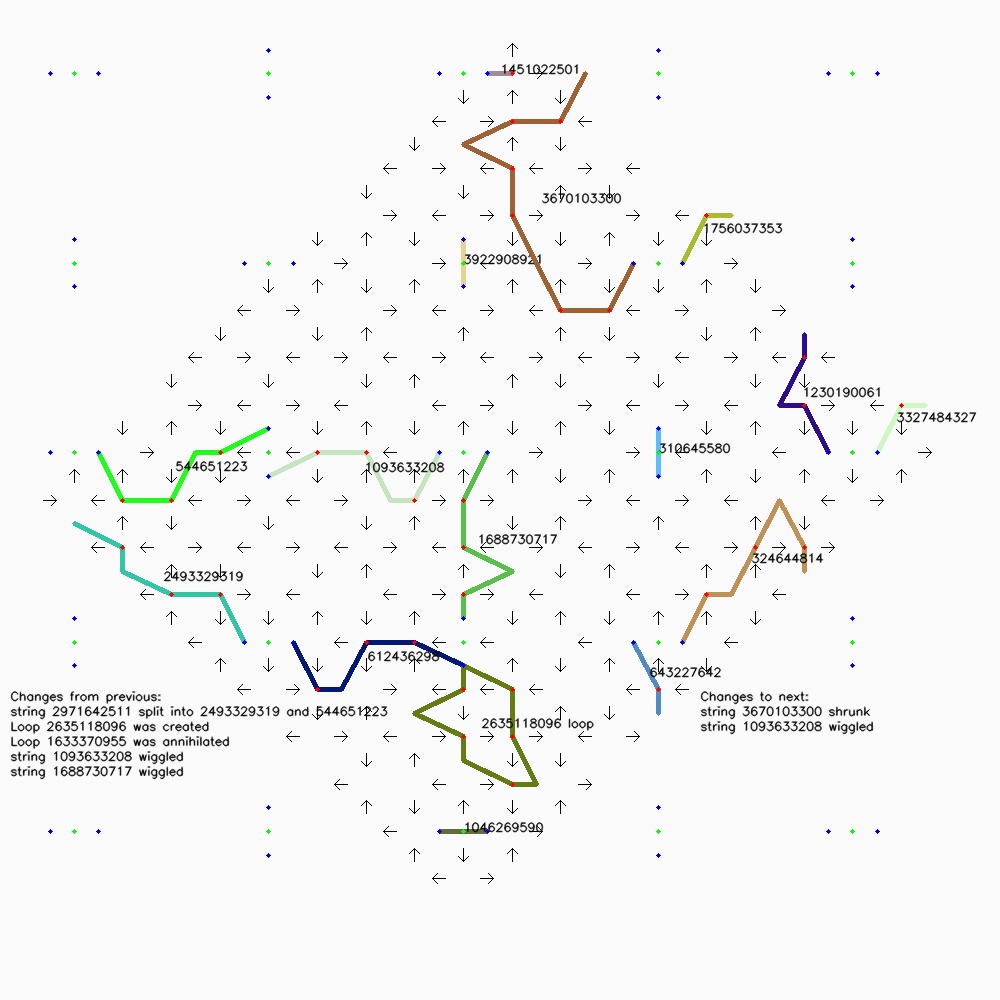 1451022501
3670103300
1756037353
3922908921
1230190061
3327484327
310645580
544651223
1093633208
1688730717
324644814
2493329319
612436298
643227642
Changes from previous:
string 2971642511 split into 2493329319 and 544651223
Loop 2635118096 was created
Loop 1633370955 was annihilated
string 1093633208 wiggled
string 1688730717 wiggled
Changes to next:
string 3670103300 shrunk
string 1093633208 wiggled
2635118096 loop
1046269590